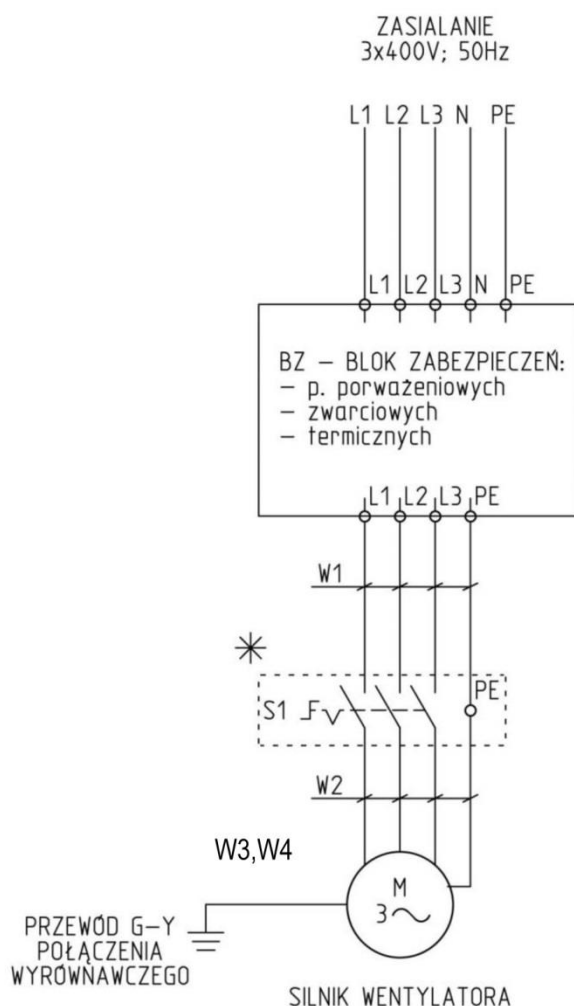 ZASIALANIE
3x400V; 50Hz
L1 L2 L3 N PE
L1 L2 L3 N PE
BZ – BLOK ZABEZPIECZEŃ:
– p. porważeniowych
– zwarciowych
– termicznych
L1 L2 L3 PE
W1
PE
S1
W2
W3,W4
M
3
PRZEWÓD G–Y
POŁĄCZENIA
WYRÓWNAWCZEGO
SILNIK WENTYLATORA